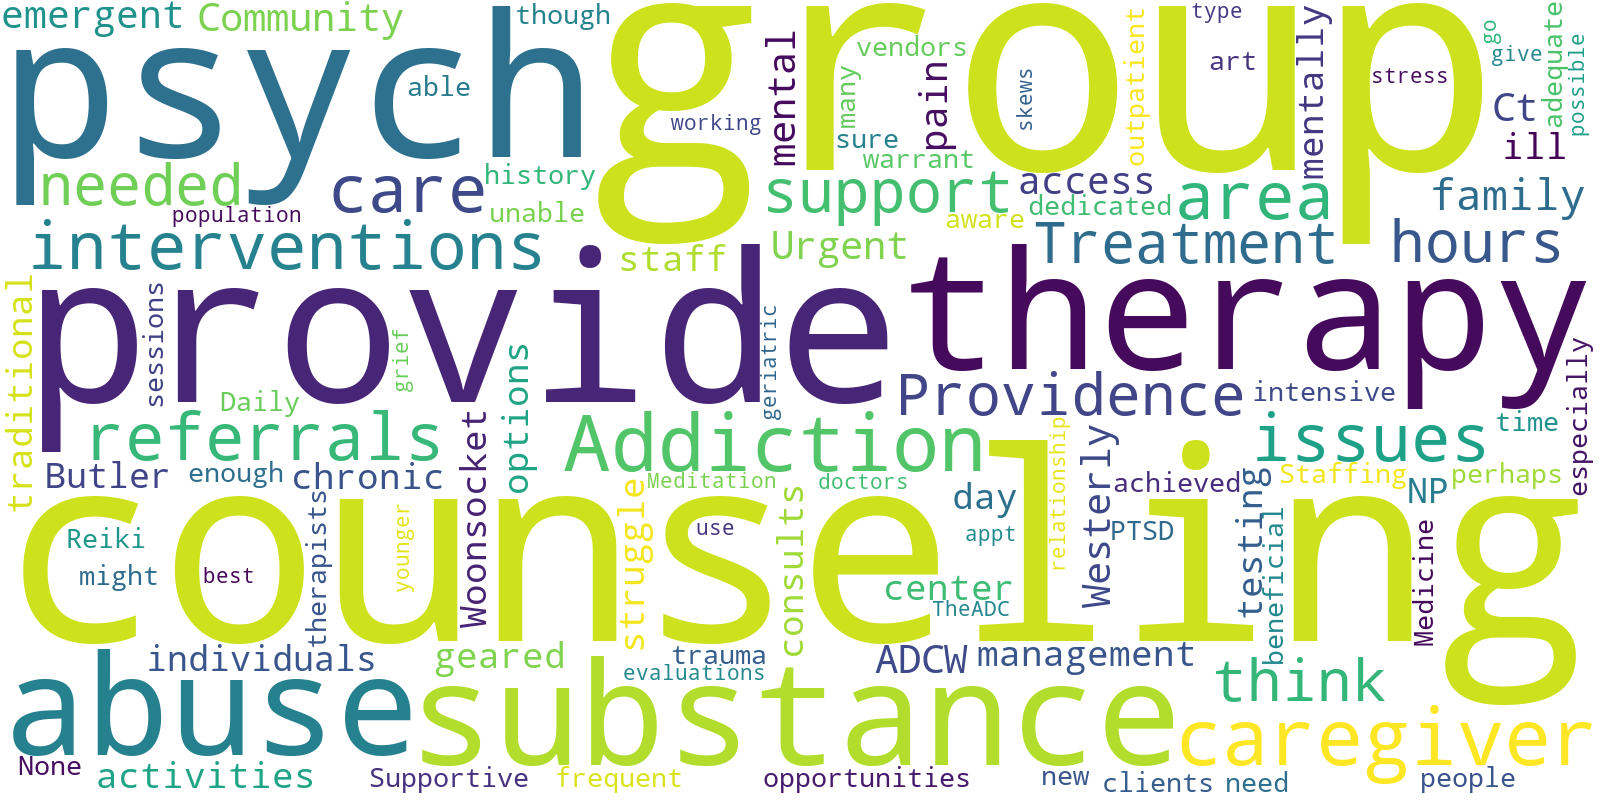 emergent
Community
though
psych
group
able
working
mental
many
vendors
sure
pain
warrant
skews
outpatient
type
art
mentally
stress
go
give
adequate
possible
Ct
ill
needed
care
history
unable
population
support
access
dedicated
aware
area
family
interventions
staff
Urgent
Treatment
hours
traditional
provide
therapy
sessions
grief
Daily
options
geriatric
Providence
intensive
especially
referrals
Woonsocket
Addiction
relationship
Westerly
issues
time
Butler
enough
chronic
Meditation
doctors
day
achieved
testing
Staffing
perhaps
NP
counseling
Reiki
might
best
therapists
younger
struggle
use
consults
appt
PTSD
center
TheADC
beneficial
Medicine
individuals
geared
trauma
evaluations
ADCW
management
think
abuse
substance
caregiver
None
activities
Supportive
frequent
opportunities
new
clients
need
people